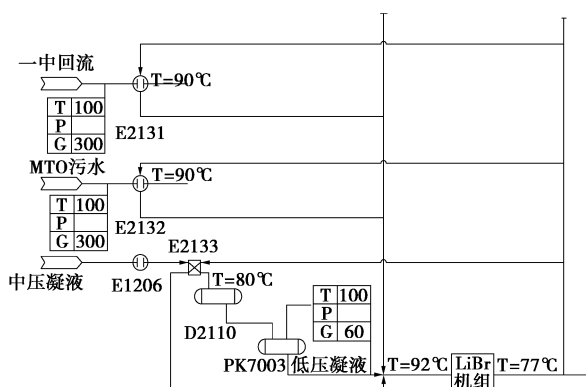 一中回流
T=90℃
T 100
P
G 300
E2131
MTO污水
T=90℃
T 100
P
G 300
E2132
E2133
中压凝液
E1206
T=80℃
D2110
T 100
P
G 60
PK7003
低压凝液
T=92℃
LiBr
机组
T=77℃